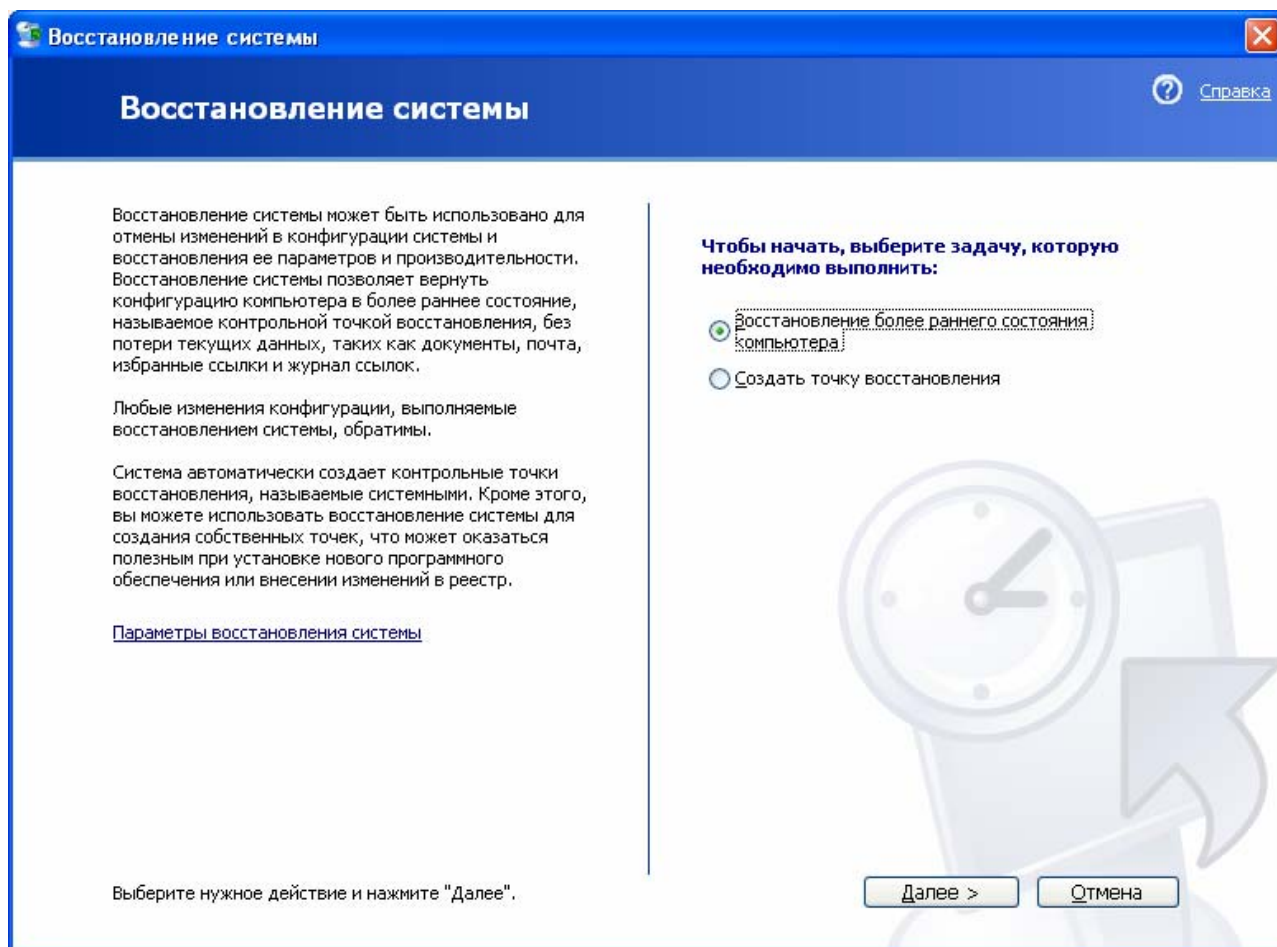 Восстановление системы
Восстановление системы
Справка
Восстановление системы может быть использовано для
отмены изменений в конфигурации системы и
восстановления ее параметров и производительности.
Восстановление системы позволяет вернуть
конфигурацию компьютера в более раннее состояние,
называемое контрольной точкой восстановления, без
потери текущих данных, таких как документы, почта,
избранные ссылки и журнал ссылок.
Любые изменения конфигурации, выполняемые
восстановлением системы, обратимы.
Система автоматически создает контрольные точки
восстановления, называемые системными. Кроме этого,
вы можете использовать восстановление системы для
создания собственных точек, что может оказаться
полезным при установке нового программного
обеспечения или внесении изменений в реестр.
Параметры восстановления системы
Выберите нужное действие и нажмите "Далее".
Чтобы начать, выберите задачу, которую
необходимо выполнить:
Восстановление более раннего состояния
компьютера
Создать точку восстановления
Далее >
Отмена